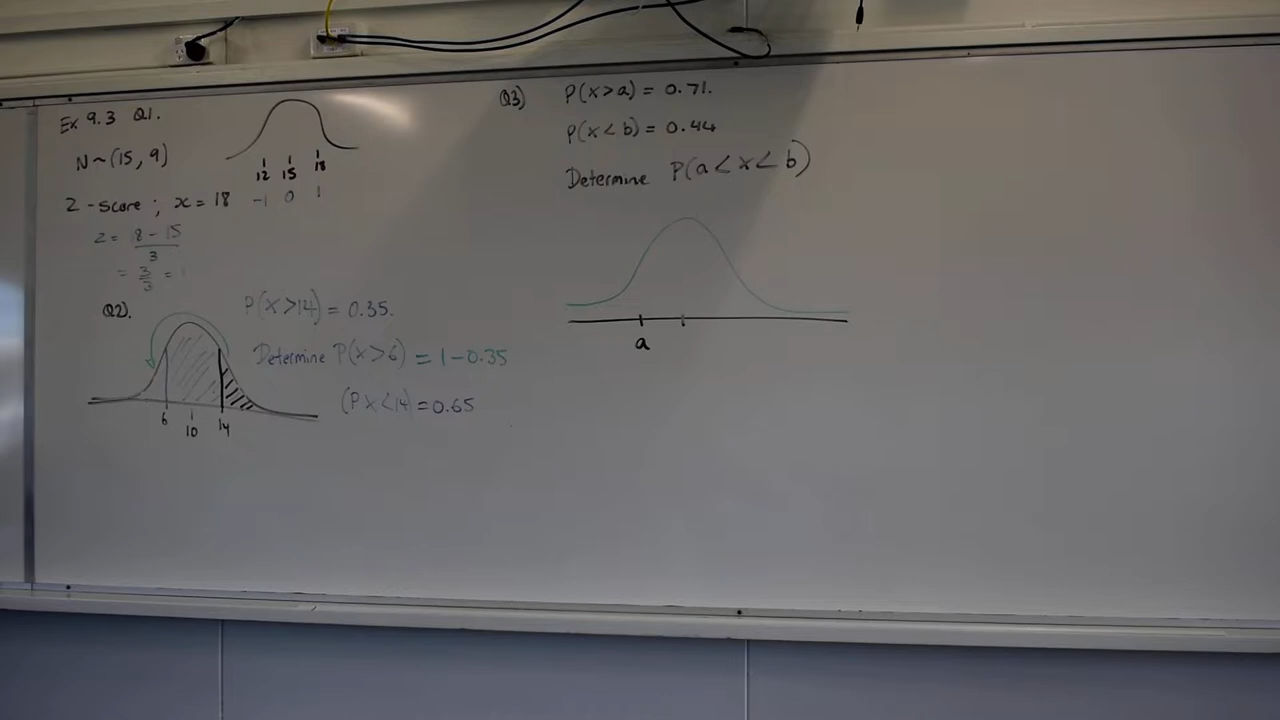 Ex 9.3 Q1.
N~(15, 9)
12 15 18
-1 0 1
Z-score; x = 18
z = 18 - 15
3
= 3
3
= 1
Q2).
P(X>14) = 0.35.
Determine P(X>6) = 1-0.35
(PX<14)=0.65
6 10 14
Q3)
P(x>a) = 0.71.
P(x<b) = 0.44
Determine P(a<x<b)
a